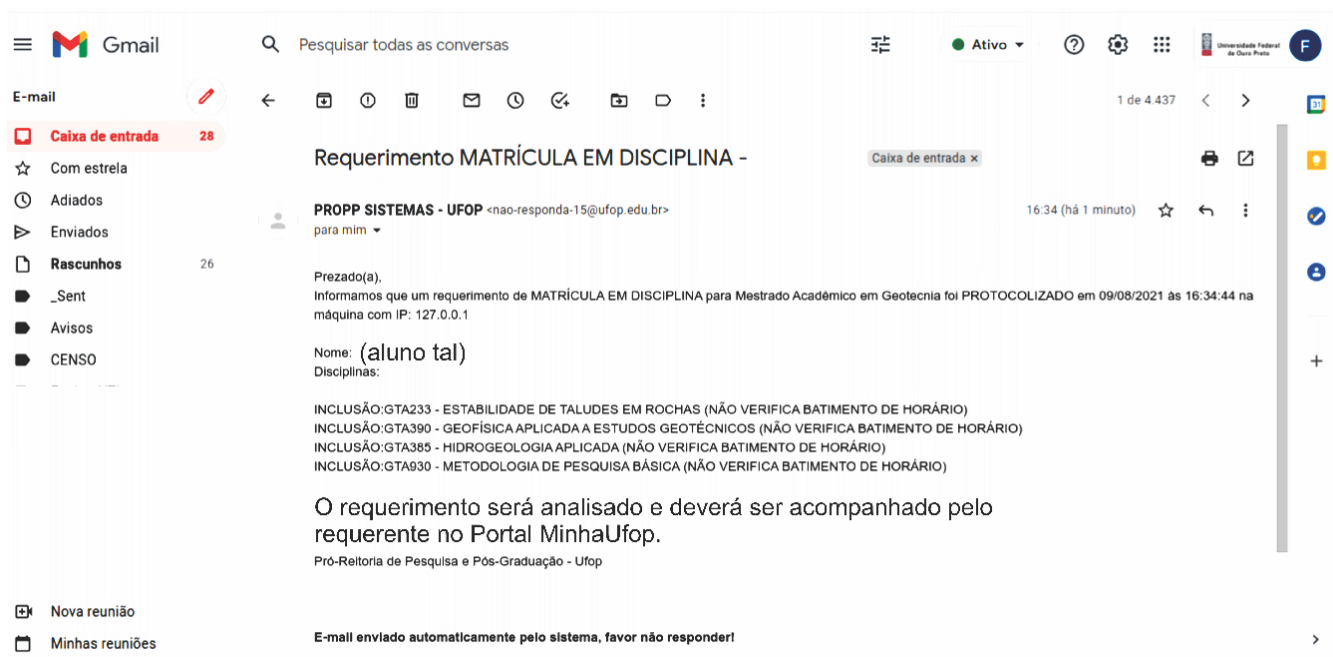 Gmail
Pesquisar todas as conversas
Ativo
Universidade Federal
de Ouro Preto
F
E-mail
1 de 4.437
31
Caixa de entrada 28
Com estrela
Adiados
Enviados
Rascunhos 26
_Sent
Avisos
CENSO
Requerimento MATRÍCULA EM DISCIPLINA -
Caixa de entrada ×
PROPP SISTEMAS - UFOP <nao-responda-15@ufop.edu.br>
16:34 (há 1 minuto)
para mim
Prezado(a),
Informamos que um requerimento de MATRÍCULA EM DISCIPLINA para Mestrado Acadêmico em Geotecnia foi PROTOCOLIZADO em 09/08/2021 às 16:34:44 na
máquina com IP: 127.0.0.1
Nome: (aluno tal)
Disciplinas:
INCLUSÃO:GTA233 - ESTABILIDADE DE TALUDES EM ROCHAS (NÃO VERIFICA BATIMENTO DE HORÁRIO)
INCLUSÃO:GTA390 - GEOFÍSICA APLICADA A ESTUDOS GEOTÉCNICOS (NÃO VERIFICA BATIMENTO DE HORÁRIO)
INCLUSÃO:GTA385 - HIDROGEOLOGIA APLICADA (NÃO VERIFICA BATIMENTO DE HORÁRIO)
INCLUSÃO:GTA930 - METODOLOGIA DE PESQUISA BÁSICA (NÃO VERIFICA BATIMENTO DE HORÁRIO)
O requerimento será analisado e deverá ser acompanhado pelo
requerente no Portal MinhaUfop.
Pró-Reitoria de Pesquisa e Pós-Graduação - Ufop
E-mail enviado automaticamente pelo sistema, favor não responder!
Nova reunião
Minhas reuniões